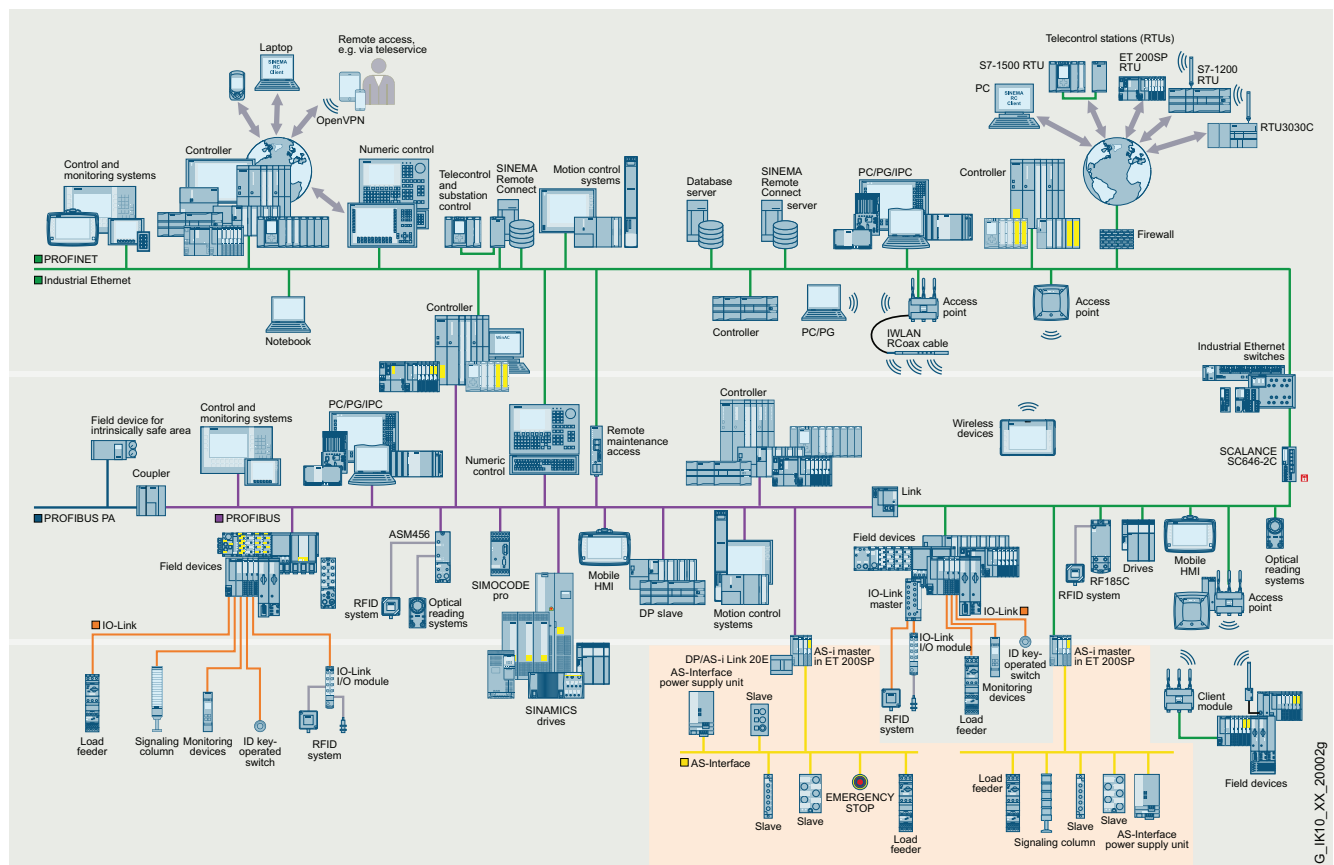 Remote access,
e.g. via teleservice
Laptop
SINEMA
RC
Client
OpenVPN
Telecontrol stations (RTUs)
S7-1500 RTU
ET 200SP
RTU
S7-1200
RTU
PC
SINEMA
RC
Client
RTU3030C
Control and
monitoring systems
Controller
Numeric control
Telecontrol
and
substation
control
SINEMA
Remote
Connect
Motion control
systems
Database
server
SINEMA
Remote
Connect
server
PC/PG/IPC
Controller
Firewall
PROFINET
Industrial Ethernet
Notebook
Controller
WinAC
Controller
PC/PG
Access
point
IWLAN
RCoax cable
Access
point
Industrial Ethernet
switches
Field device for
intrinsically safe area
Coupler
Control and
monitoring systems
PC/PG/IPC
Numeric
control
Remote
maintenance
access
Controller
Wireless
devices
SCALANCE
SC646-2C
Link
PROFIBUS PA
PROFIBUS
Field devices
ASM456
RFID
system
Optical
reading
systems
SIMOCODE
pro
Mobile
HMI
DP slave
Motion control
systems
Field devices
IO-Link
master
IO-Link
RF185C
RFID system
Drives
Mobile
HMI
Access
point
Optical
reading
systems
IO-Link
IO-Link
I/O module
Load
feeder
Signaling
column
Monitoring
devices
ID key-
operated
switch
RFID
system
SINAMICS
drives
DP/AS-i Link 20E
AS-i master
in ET 200SP
AS-Interface
power supply unit
Slave
IO-Link
I/O module
RFID
system
Load
feeder
Monitoring
devices
ID key-
operated
switch
AS-i master
in ET 200SP
Client
module
Field devices
AS-Interface
Slave
Slave
EMERGENCY
STOP
Load
feeder
Load
feeder
Signaling column
Slave
Slave
AS-Interface
power supply unit
G_IK10_XX_20002g